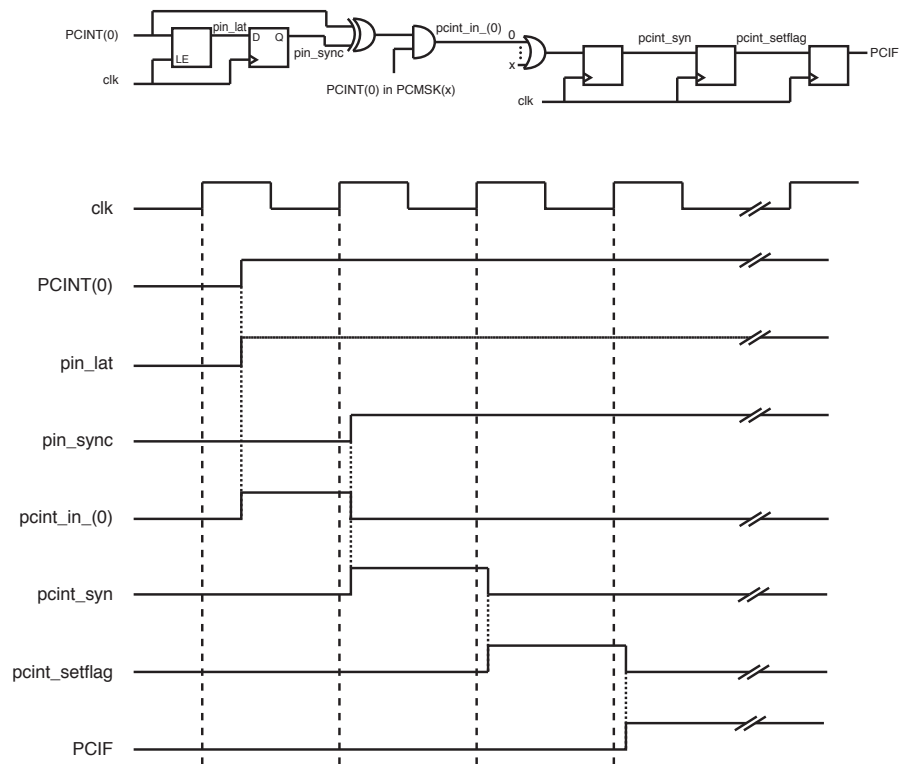 PCINT(0)
pin_lat
D Q
LE
pin_sync
clk
pcint_in_(0)
0
x
PCINT(0) in PCMSK(x)
pcint_syn
pcint_setflag
PCIF
clk
clk
PCINT(0)
pin_lat
pin_sync
pcint_in_(0)
pcint_syn
pcint_setflag
PCIF